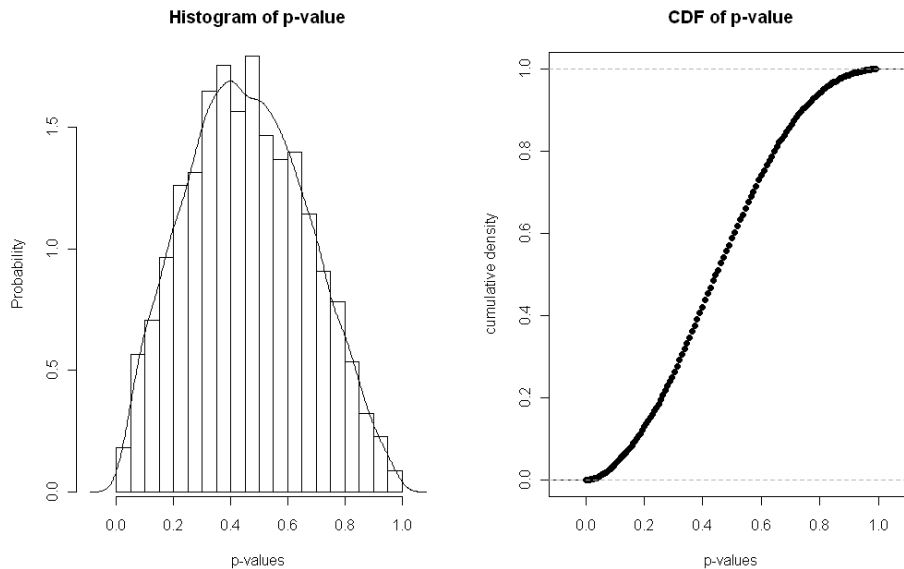 Histogram of p-value
Probability
0.0
0.5
1.0
1.5
0.0 0.2 0.4 0.6 0.8 1.0
p-values
CDF of p-value
cumulative density
0.0
0.2
0.4
0.6
0.8
1.0
0.0 0.2 0.4 0.6 0.8 1.0
p-values